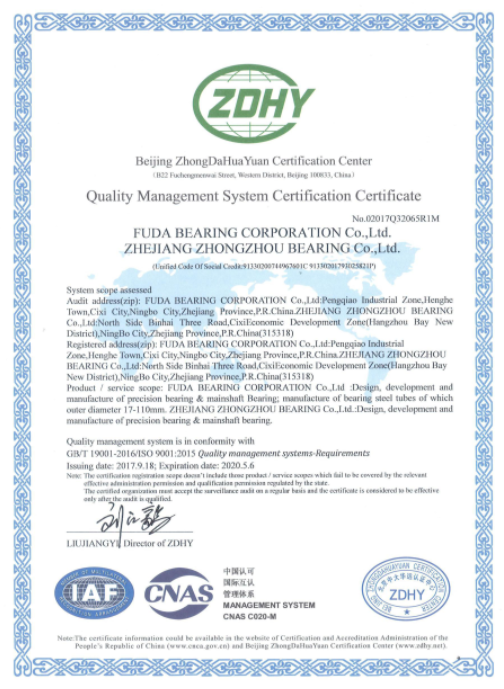 ZDHY
Beijing ZhongDaHuaYuan Certification Center
(B22 Fuchengmenwai Street, Western District, Beijing 100833, China)
Quality Management System Certification Certificate
No.02017Q32065R1M
FUDA BEARING CORPORATION Co.,Ltd.
ZHEJIANG ZHONGZHOU BEARING Co.,Ltd.
(Unified Code Of Social Credit:
System scope assessed
Audit address(zip): FUDA BEARING CORPORATION Co.,Ltd:Pengqiao Industrial Zone,Henghe
Town,Cixi City,Ningbo City,Zhejiang Province,P.R.China.ZHEJIANG ZHONGZHOU BEARING
Co.,Ltd:North Side Binhai Three Road,CixiEconomic Development Zone(Hangzhou Bay New
District),NingBo City,Zhejiang Province,P.R.China(315318)
Registered address(zip): FUDA BEARING CORPORATION Co.,Ltd:Pengqiao Industrial
Zone,Henghe Town,Cixi City,Ningbo City,Zhejiang Province,P.R.China.ZHEJIANG ZHONGZHOU
BEARING Co.,Ltd:North Side Binhai Three Road,CixiEconomic Development Zone(Hangzhou Bay
New District),NingBo City,Zhejiang Province,P.R.China(315318)
Product / service scope: FUDA BEARING CORPORATION Co.,Ltd :Design, development and
manufacture of precision bearing & mainshaft Bearing; manufacture of bearing steel tubes of which
outer diameter 17-110mm. ZHEJIANG ZHONGZHOU BEARING Co.,Ltd.:Design, development and
manufacture of precision bearing & mainshaft bearing.
Quality management system is in conformity with
GB/T 19001-2016/ISO 9001:2015 Quality management systems-Requirements
Issuing date: 2017.9.18; Expiration date: 2020.5.6
Note: The certification registration scope doesn't include those product / service scopes which fail to be covered by the relevant
effective administration permission and qualification permission regulated by the state.
The certified organization must accept the surveillance audit on a regular basis and the certificate is considered to be effective
only after the audit is qualified.
LIUJIANGYI, Director of ZDHY
IAF
CNAS
中国认可
国际互认
管理体系
MANAGEMENT SYSTEM
CNAS C020-M
ZDHY
Note:The certificate information could be available in the website of Certification and Accreditation Administration of the
People's Republic of China (www.cnca.gov.cn) and Beijing ZhongDaHuaYuan Certification Center (www.zdhy.net).